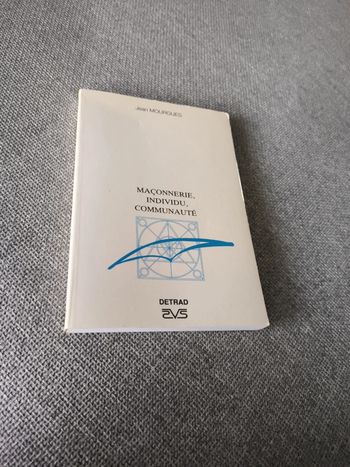 Jean MOURGUES
MAÇONNERIE,
INDIVIDU,
COMMUNAUTÉ
DETRAD
aVs